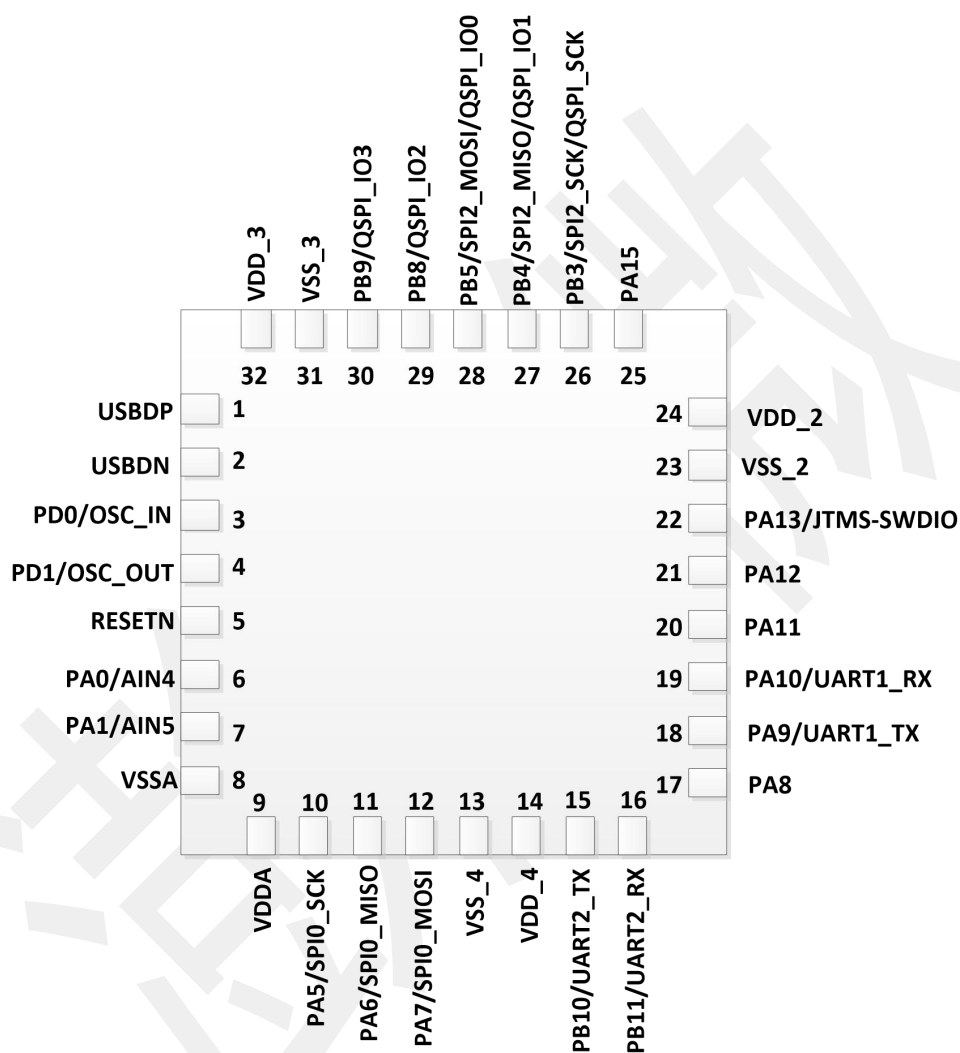 VDD_3
VSS_3
PB9/QSPI_IO3
PB8/QSPI_IO2
PB5/SPI2_MOSI/QSPI_IO0
PB4/SPI2_MISO/QSPI_IO1
PB3/SPI2_SCK/QSPI_SCK
PA15
32 31 30 29 28 27 26 25
USBDP 1
USBDN 2
PD0/OSC_IN 3
PD1/OSC_OUT 4
RESETN 5
PA0/AIN4 6
PA1/AIN5 7
VSSA 8
24 VDD_2
23 VSS_2
22 PA13/JTMS-SWDIO
21 PA12
20 PA11
19 PA10/UART1_RX
18 PA9/UART1_TX
17 PA8
9 10 11 12 13 14 15 16
VDDA
PA5/SPI0_SCK
PA6/SPI0_MISO
PA7/SPI0_MOSI
VSS_4
VDD_4
PB10/UART2_TX
PB11/UART2_RX